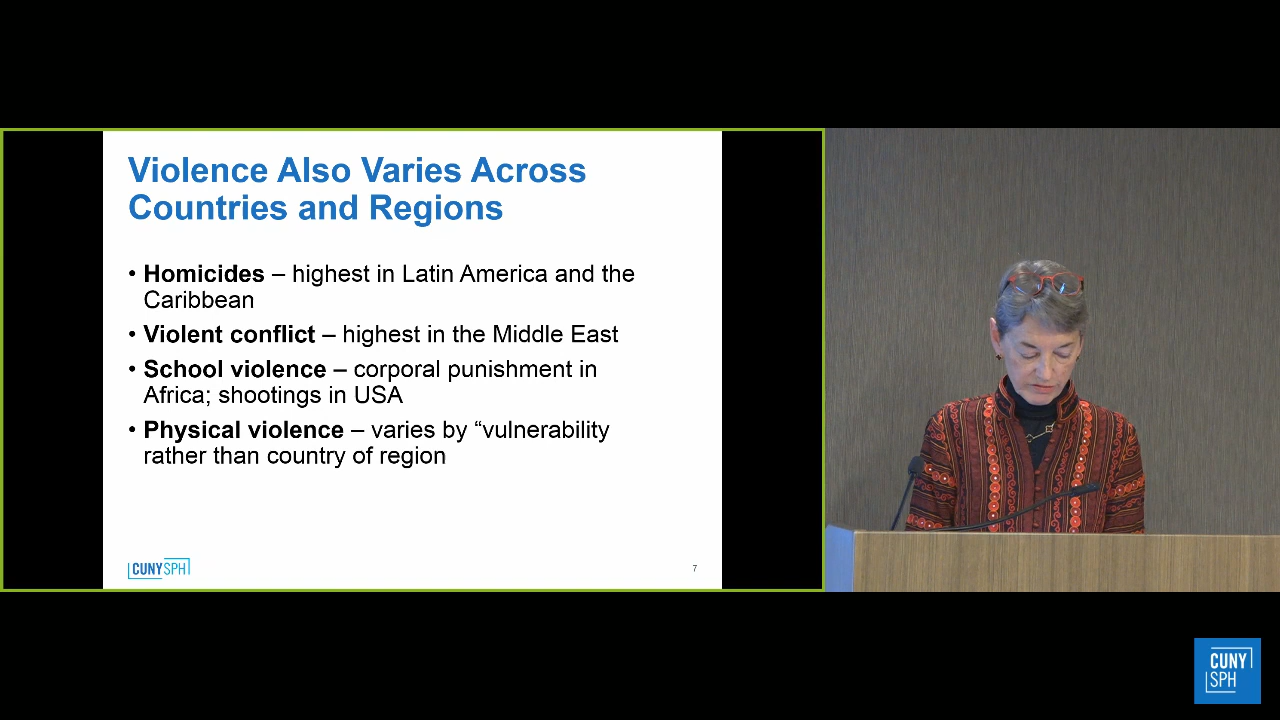 Violence Also Varies Across
Countries and Regions
• Homicides – highest in Latin America and the
Caribbean
• Violent conflict – highest in the Middle East
• School violence – corporal punishment in
Africa; shootings in USA
• Physical violence – varies by “vulnerability
rather than country of region
CUNY SPH
7
CUNY
SPH